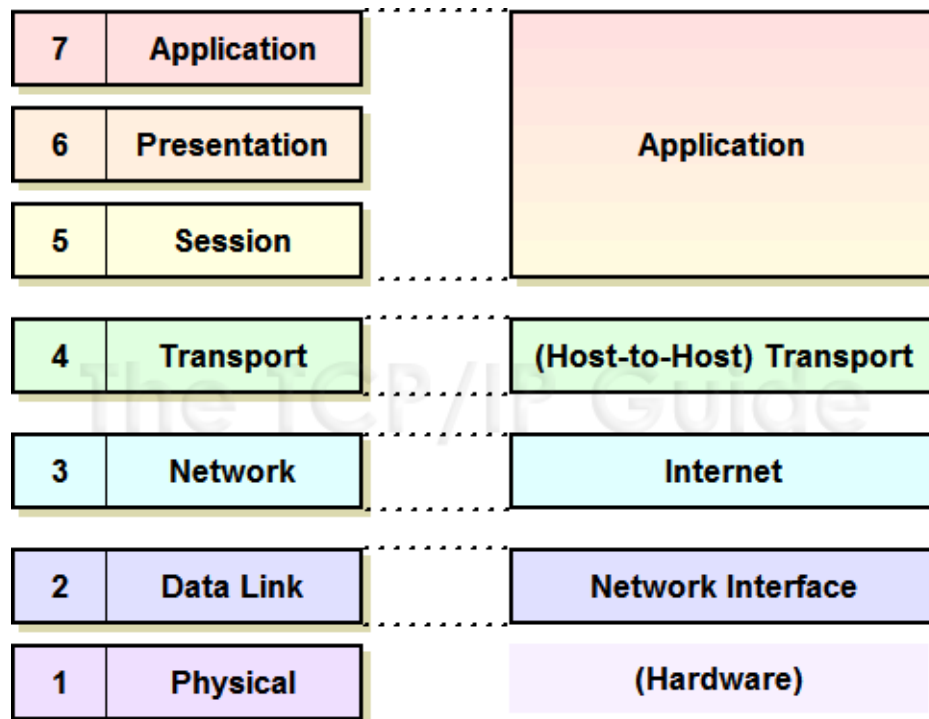 7 Application
6 Presentation
Application
5 Session
4 Transport
(Host-to-Host) Transport
The TCP/IP Guide
3 Network
Internet
2 Data Link
Network Interface
1 Physical
(Hardware)